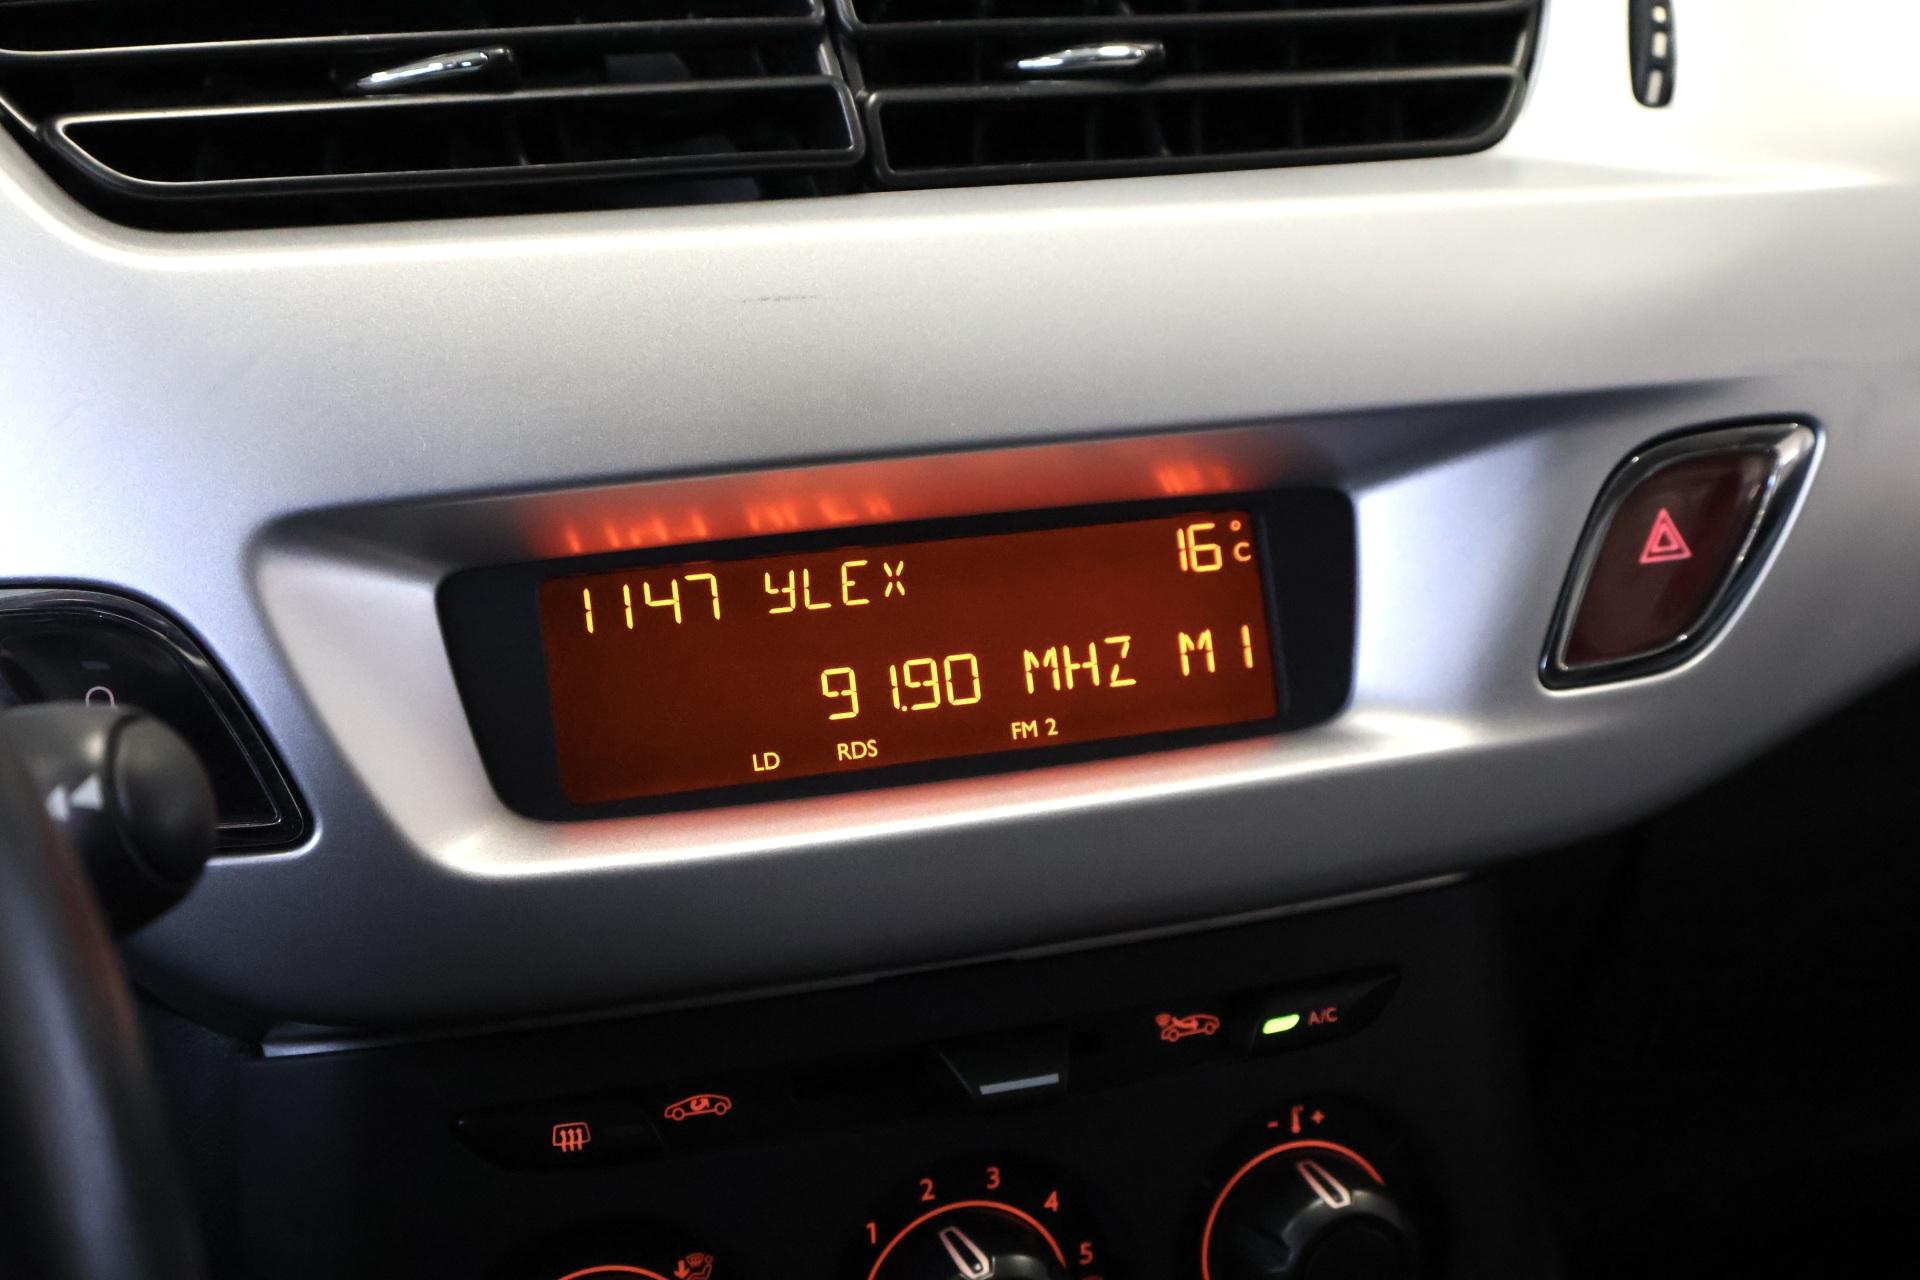 1147 YLEX 16°C
91.90 MHZ M1
LD RDS FM 2
A/C
- +
1 2 3 4 5